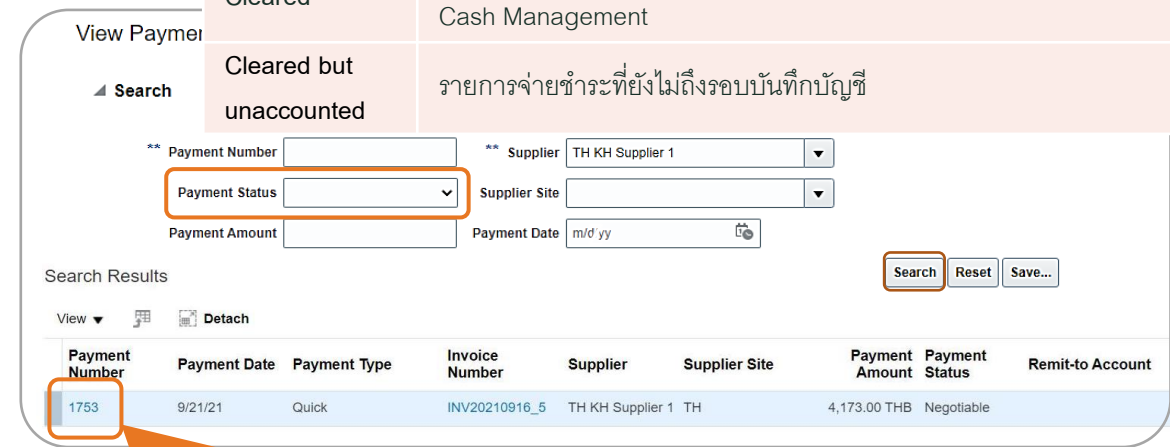 Cleared
Cash Management
View Paymen
Cleared but
unaccounted
รายการจ่ายชำระที่ยังไม่ถึงรอบบันทึกบัญชี
Search
** Payment Number
** Supplier TH KH Supplier 1
Payment Status
Supplier Site
Payment Amount
Payment Date m/d/yy
Search Results
Search Reset Save...
View Detach
Payment Number Payment Date Payment Type Invoice Number Supplier Supplier Site Payment Amount Payment Status Remit-to Account
1753 9/21/21 Quick INV20210916_5 TH KH Supplier 1 TH 4,173.00 THB Negotiable